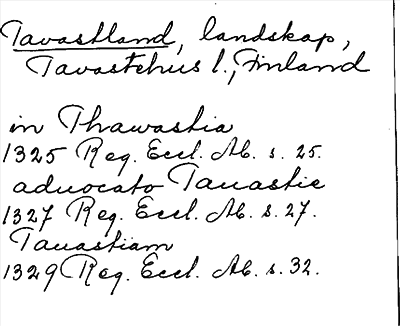 Tavastland, landskap,
Tavastehus l., Finland
in Thawastia
1325 Reg. Eccl. Ab. s. 25.
aduocato Tauastie
1327 Reg. Eccl. Ab. s. 27.
Tauastiam
1329 Reg. Eccl. Ab. s. 32.